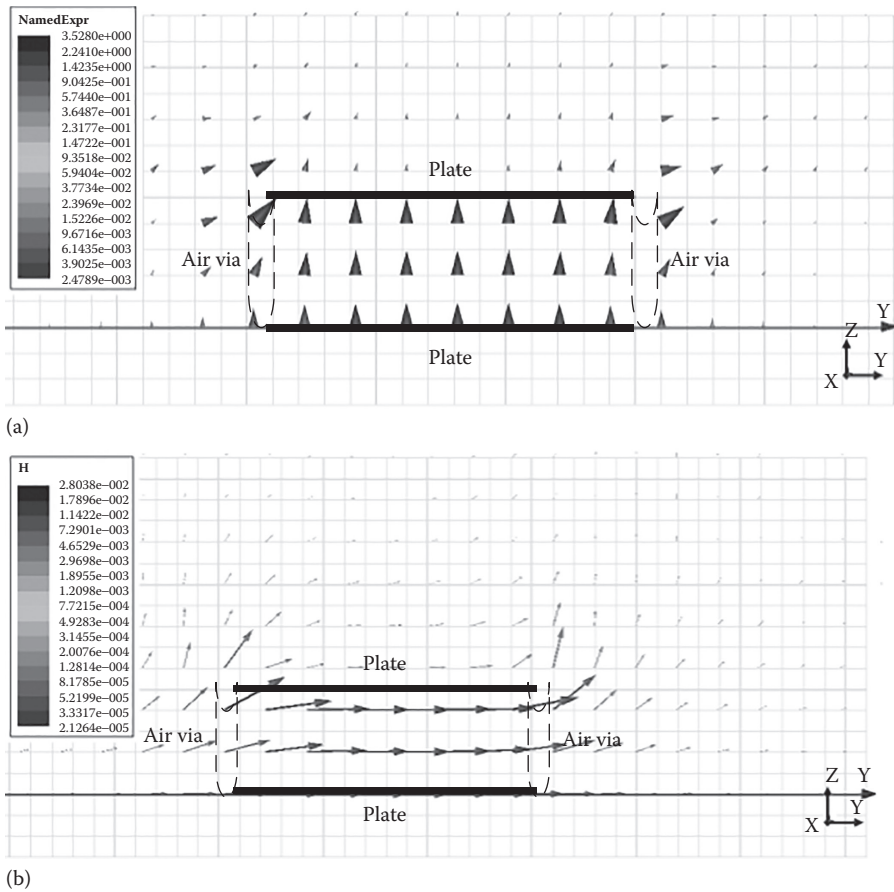 NamedExpr
3.5280e+000
2.2410e+000
1.4235e+000
9.0425e−001
5.7440e−001
3.6487e−001
2.3177e−001
1.4722e−001
9.3518e−002
5.9404e−002
3.7734e−002
2.3969e−002
1.5226e−002
9.6716e−003
6.1435e−003
3.9025e−003
2.4789e−003
Plate
Air via
Air via
Plate
Y
Z
Y
X
(a)
H
2.8038e−002
1.7896e−002
1.1422e−002
7.2901e−003
4.6529e−003
2.9698e−003
1.8955e−003
1.2098e−003
7.7215e−004
4.9283e−004
3.1455e−004
2.0076e−004
1.2814e−004
8.1785e−005
5.2199e−005
3.3317e−005
2.1264e−005
Plate
Air via
Air via
Plate
Z
Y
Y
X
(b)